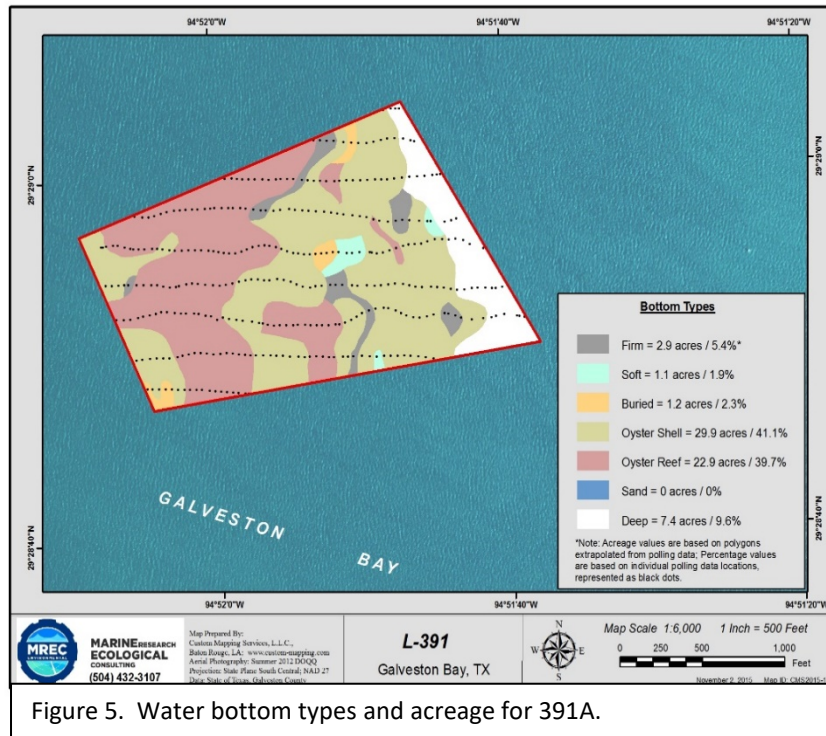 94°52'0"W
94°51'40"W
94°51'20"W
29°29'0"N
29°29'0"N
29°28'40"N
29°28'40"N
GALVESTON BAY
Bottom Types
Firm = 2.9 acres / 5.4%*
Soft = 1.1 acres / 1.9%
Buried = 1.2 acres / 2.3%
Oyster Shell = 29.9 acres / 41.1%
Oyster Reef = 22.9 acres / 39.7%
Sand = 0 acres / 0%
Deep = 7.4 acres / 9.6%
*Note: Acreage values are based on polygons
extrapolated from polling data; Percentage values
are based on individual polling data locations,
represented as black dots.
94°52'0"W
94°51'40"W
94°51'20"W
MREC
ENVIRONMENTAL
MARINE RESEARCH
ECOLOGICAL
CONSULTING
(504) 432-3107
Map Prepared By:
Custom Mapping Services, L.L.C.,
Baton Rouge, LA: www.custom-mapping.com
Aerial Photography: Summer 2012 DOQQ
Projection: State Plane South Central; NAD 27
Data: State of Texas, Galveston County
L-391
Galveston Bay, TX
N
W
E
S
Map Scale 1:6,000 1 Inch = 500 Feet
0 250 500 1,000
Feet
November 2, 2015 Map ID: CMS2015-
Figure 5. Water bottom types and acreage for 391A.